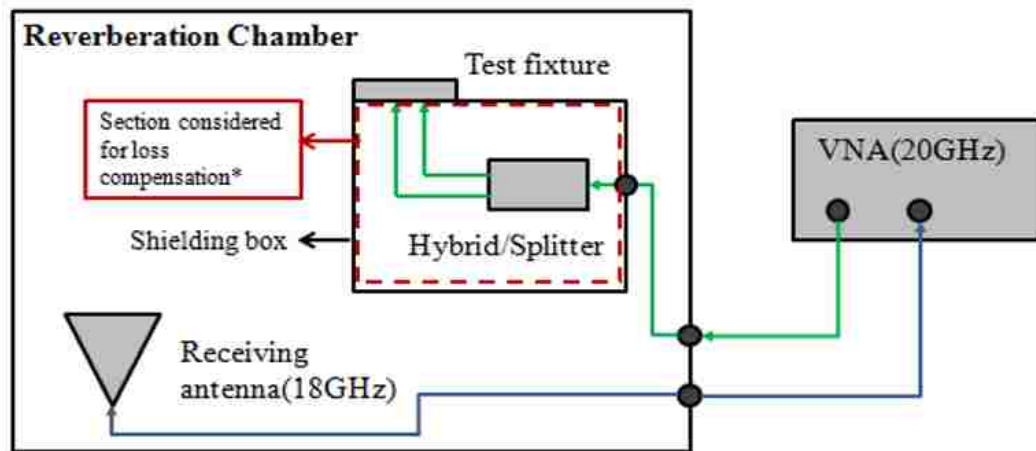 Reverberation Chamber
Test fixture
Section considered
for loss
compensation*
VNA(20GHz)
Shielding box
Hybrid/Splitter
Receiving
antenna(18GHz)